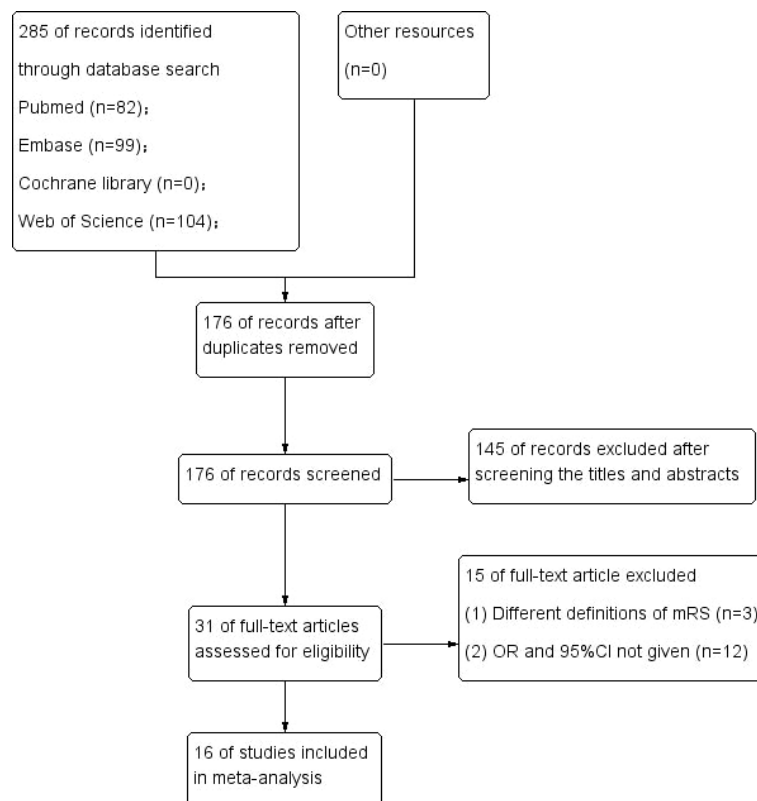 285 of records identified
through database search
Pubmed (n=82)；
Embase (n=99)；
Cochrane library (n=0)；
Web of Science (n=104)；
Other resources
(n=0)
176 of records after
duplicates removed
176 of records screened
145 of records excluded after
screening the titles and abstracts
31 of full-text articles
assessed for eligibility
15 of full-text article excluded
(1) Different definitions of mRS (n=3)
(2) OR and 95%CI not given (n=12)
16 of studies included
in meta-analysis